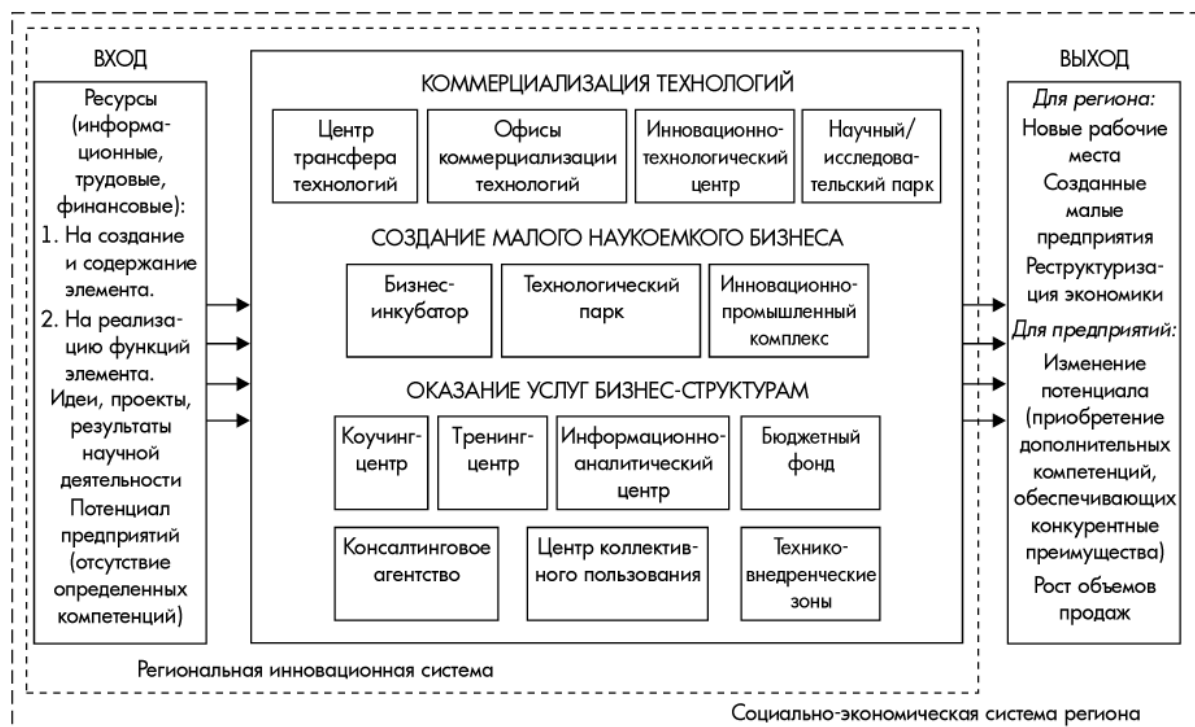 ВХОД
Ресурсы
(информа-
ционные,
трудовые,
финансовые):
1. На создание
и содержание
элемента.
2. На реализа-
цию функций
элемента.
Идеи, проекты,
результаты
научной
деятельности
Потенциал
предприятий
(отсутствие
определенных
компетенций)
КОММЕРЦИАЛИЗАЦИЯ ТЕХНОЛОГИЙ
Центр
трансфера
технологий
Офисы
коммерциализации
технологий
Инновационно-
технологический
центр
Научный/
исследова-
тельский парк
СОЗДАНИЕ МАЛОГО НАУКОЕМКОГО БИЗНЕСА
Бизнес-
инкубатор
Технологический
парк
Инновационно-
промышленный
комплекс
ОКАЗАНИЕ УСЛУГ БИЗНЕС-СТРУКТУРАМ
Коучинг-
центр
Тренинг-
центр
Информационно-
аналитический
центр
Бюджетный
фонд
Консалтинговое
агентство
Центр коллектив-
ного пользования
Технико-
внедренческие
зоны
ВЫХОД
Для региона:
Новые рабочие
места
Созданные
малые
предприятия
Реструктуриза-
ция экономики
Для предприятий:
Изменение
потенциала
(приобретение
дополнительных
компетенций,
обеспечивающих
конкурентные
преимущества)
Рост объемов
продаж
Региональная инновационная система
Социально-экономическая система региона